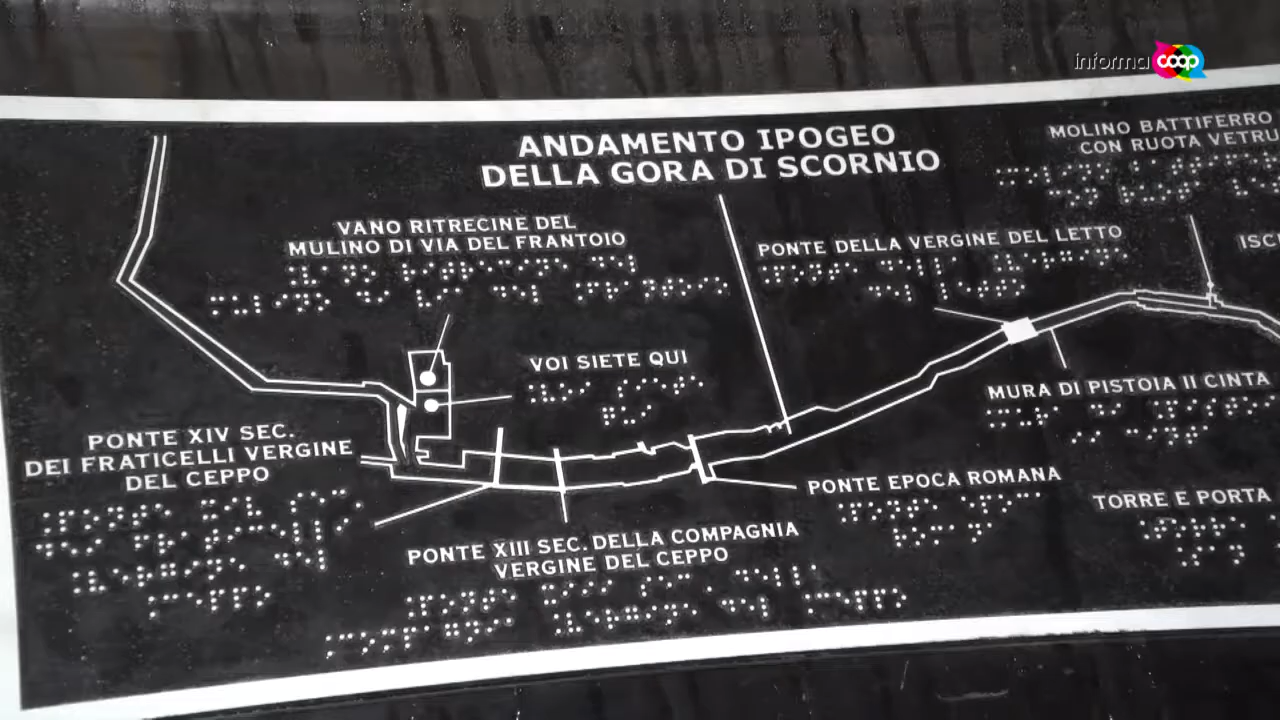 informa coop
ANDAMENTO IPOGEO
DELLA GORA DI SCORNIO
MOLINO BATTIFERRO
CON RUOTA VETRU
VANO RITRECINE DEL
MULINO DI VIA DEL FRANTOIO
PONTE DELLA VERGINE DEL LETTO
ISCH
VOI SIETE QUI
MURA DI PISTOIA II CINTA
PONTE XIV SEC.
DEI FRATICELLI VERGINE
DEL CEPPO
PONTE EPOCA ROMANA
TORRE E PORTA
PONTE XIII SEC. DELLA COMPAGNIA
VERGINE DEL CEPPO